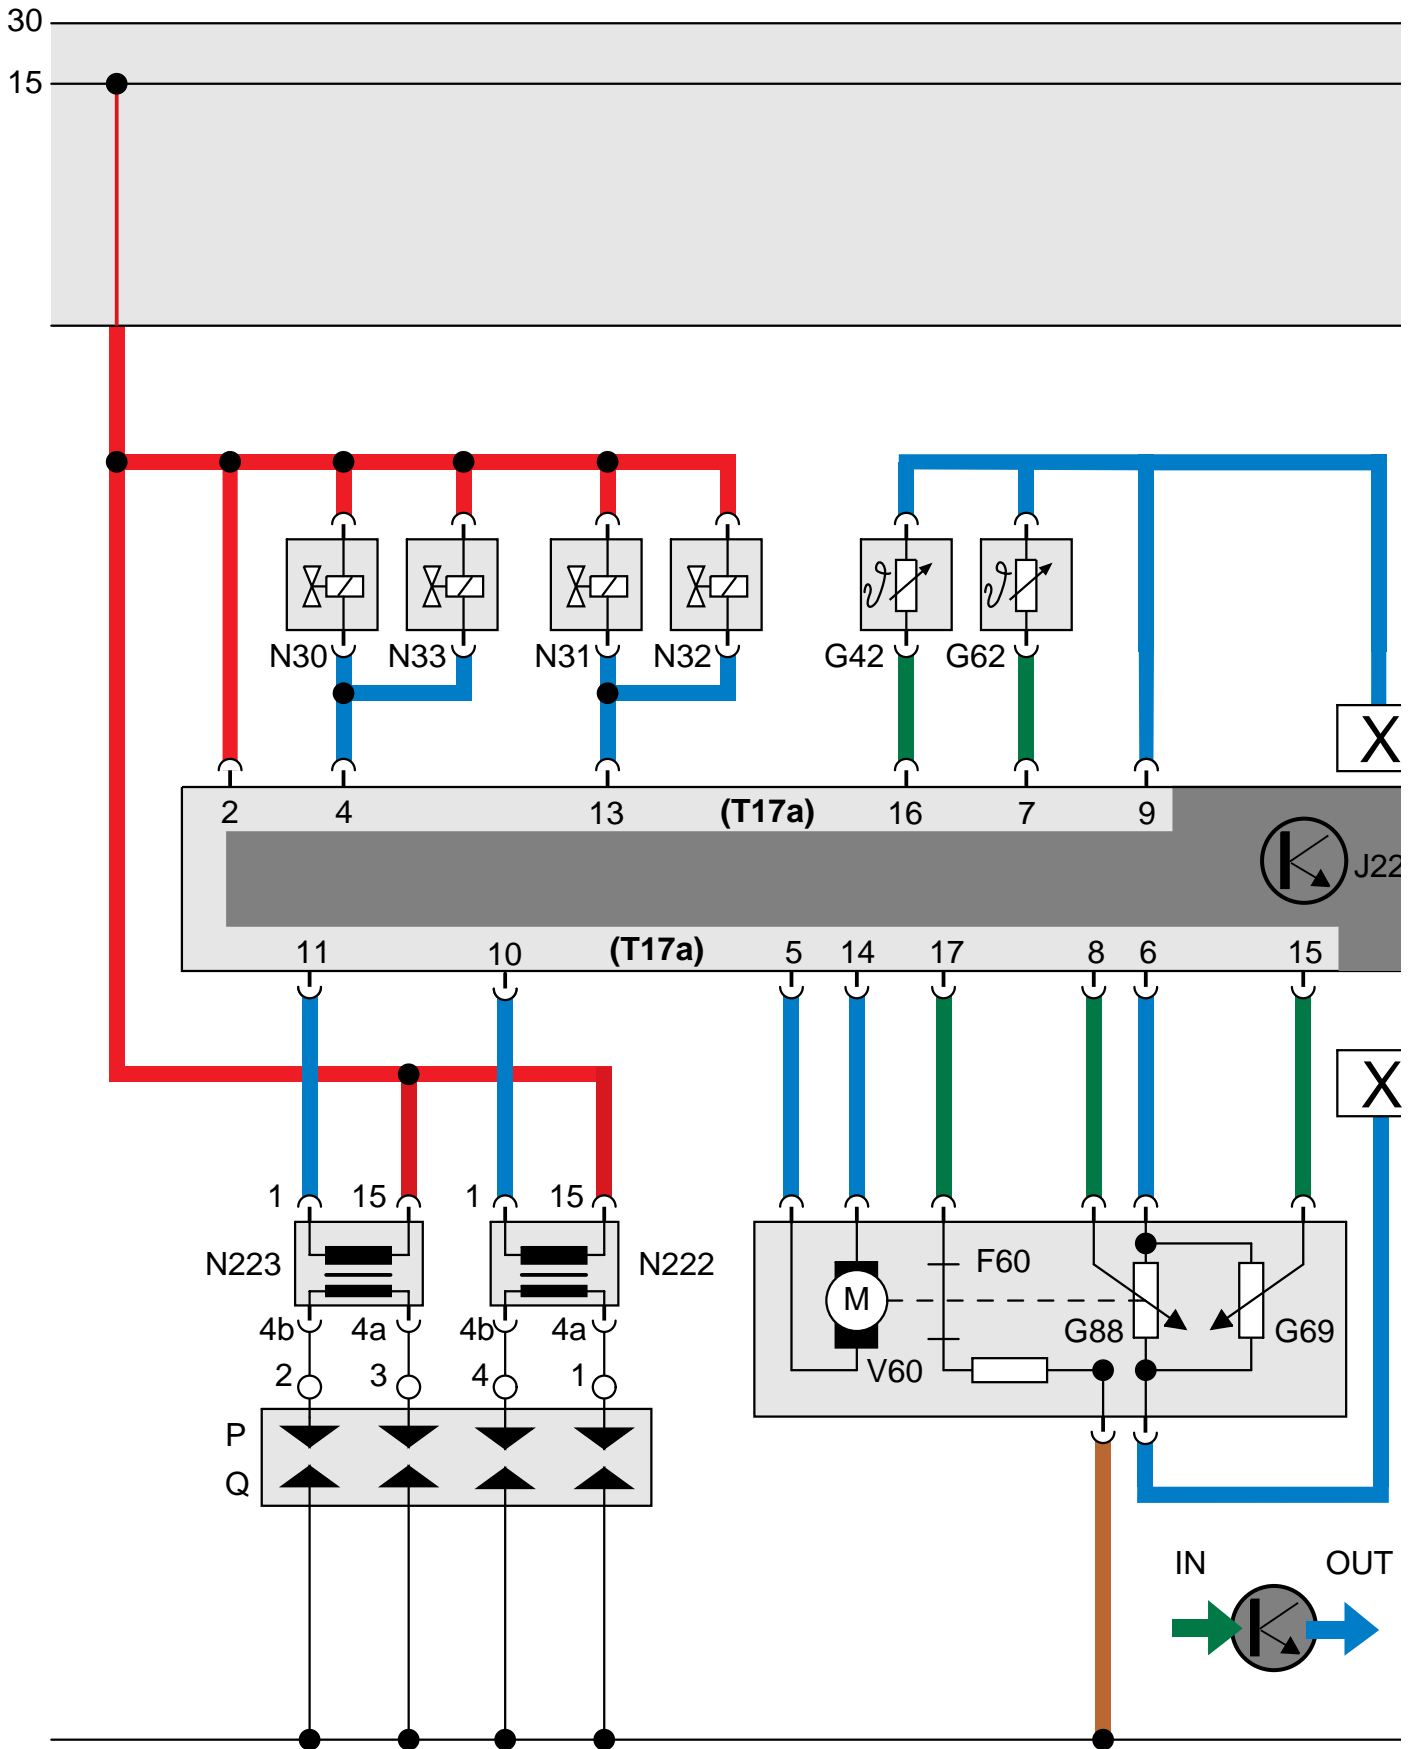 30
15
N30 N33 N31 N32 G42 G62
X
2 4 13 (T17a) 16 7 9
J22
11 10 (T17a) 5 14 17 8 6 15
X
1 15 1 15
N223 N222 F60
M
G88 G69
4b 4a 4b 4a
V60
2 3 4 1
P
Q
IN OUT